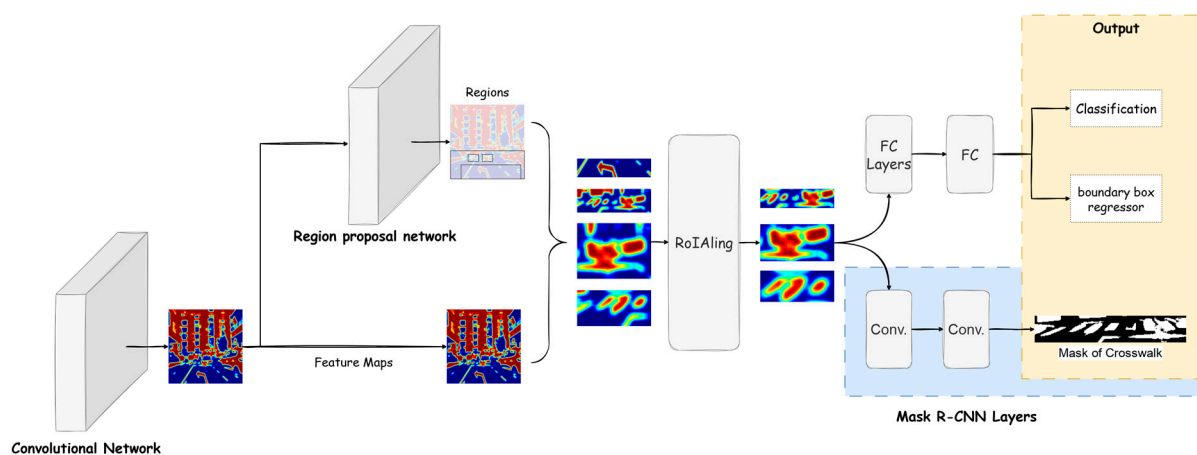 Output
Regions
Classification
FC
Layers
FC
boundary box
regressor
Region proposal network
RoIAling
Feature Maps
Conv.
Conv.
Mask of Crosswalk
Mask R-CNN Layers
Convolutional Network